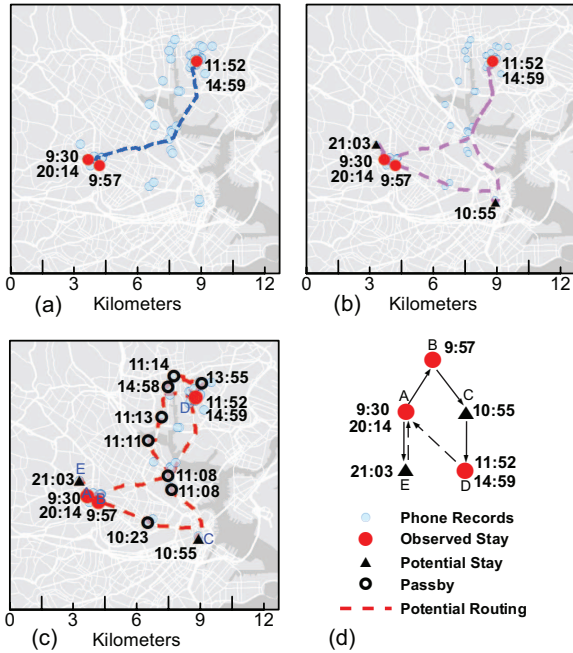 11:52
14:59
9:30
20:14
9:57
0 3 6 9 12
(a) Kilometers
11:52
14:59
21:03
9:30
20:14
9:57
10:55
0 3 6 9 12
(b) Kilometers
11:14
14:58
13:55
D
11:52
14:59
11:13
11:11
E
21:03
11:08
11:08
A
B
9:30
20:14
9:57
10:23
10:55
C
0 3 6 9 12
(c) Kilometers
B
9:57
A
C
9:30
20:14
10:55
21:03
E
11:52
14:59
D
Phone Records
Observed Stay
Potential Stay
Passby
Potential Routing
(d)